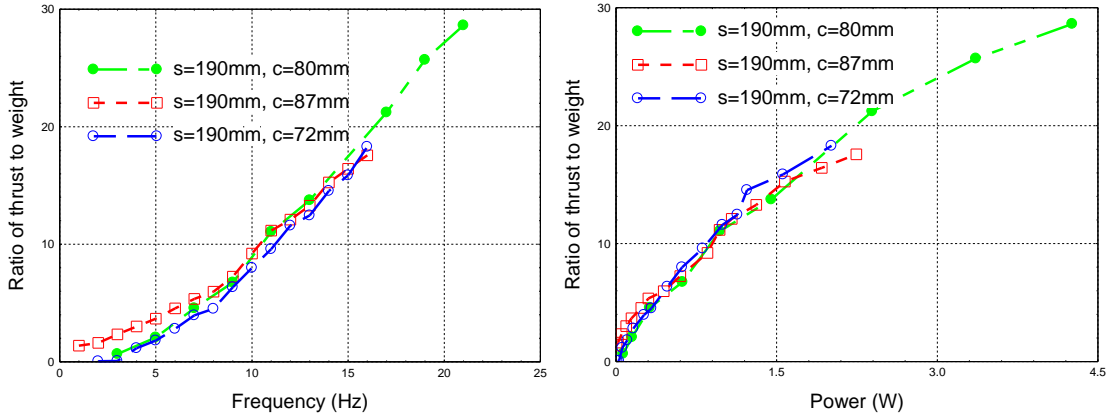 30
20
10
0
0
5
10
15
20
25
Ratio of thrust to weight
Frequency (Hz)
s=190mm, c=80mm
s=190mm, c=87mm
s=190mm, c=72mm
30
20
10
0
0
1.5
3.0
4.5
Ratio of thrust to weight
Power (W)
s=190mm, c=80mm
s=190mm, c=87mm
s=190mm, c=72mm